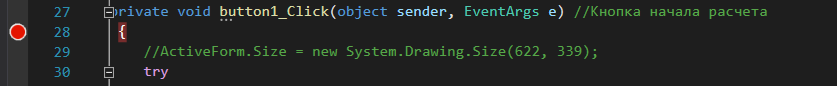 27 private void button1_Click(object sender, EventArgs e) //Кнопка начала расчета
28 {
29 //ActiveForm.Size = new System.Drawing.Size(622, 339);
30 try